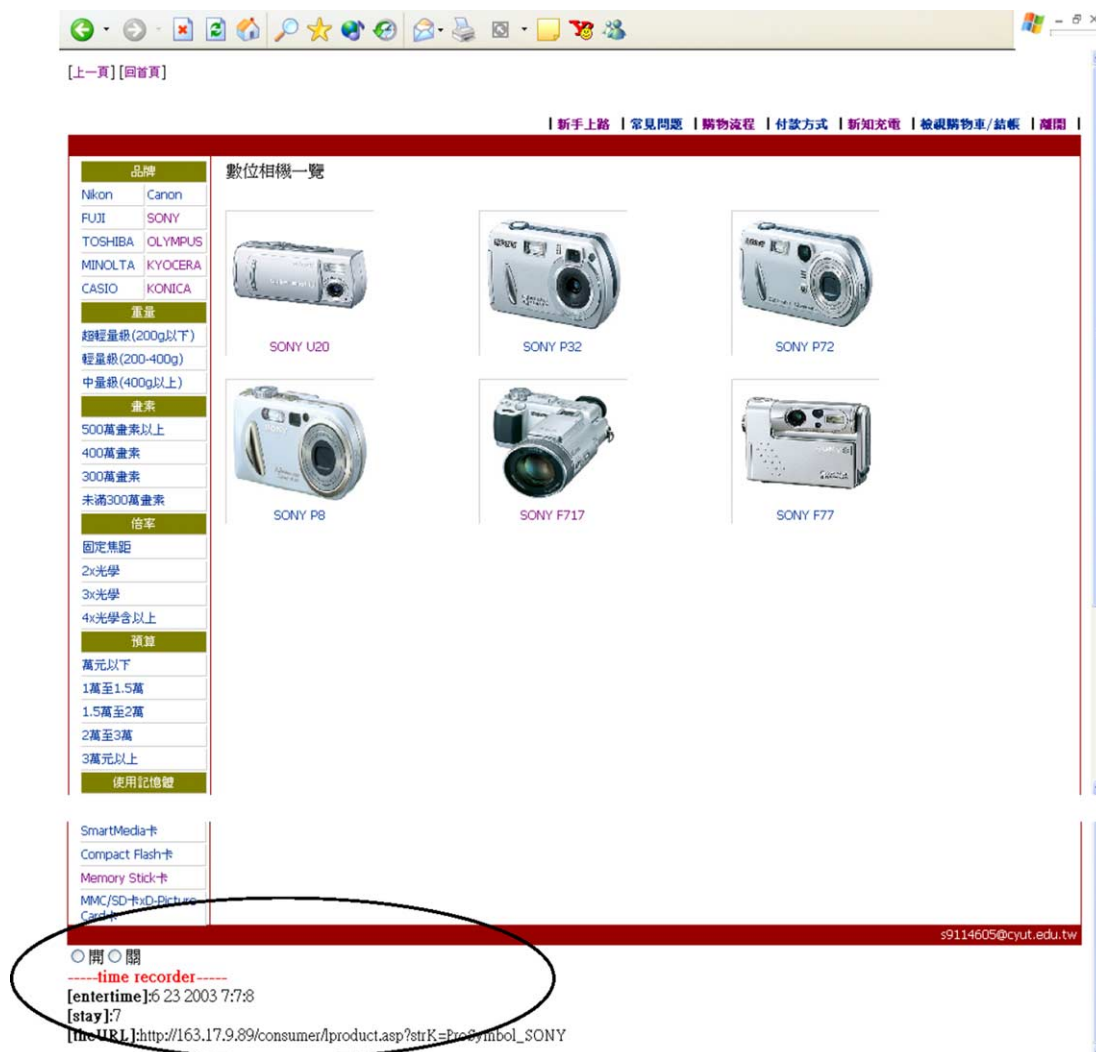 [上一頁] [回首頁]
| 新手上路 | 常見問題 | 購物流程 | 付款方式 | 新知充電 | 檢視購物車/結帳 | 離開 |
品牌
Nikon Canon
FUJI SONY
TOSHIBA OLYMPUS
MINOLTA KYOCERA
CASIO KONICA
重量
超輕量級(200g以下)
輕量級(200-400g)
中量級(400g以上)
畫素
500萬畫素以上
400萬畫素
300萬畫素
未滿300萬畫素
倍率
固定焦距
2x光學
3x光學
4x光學含以上
預算
萬元以下
1萬至1.5萬
1.5萬至2萬
2萬至3萬
3萬元以上
使用記憶體
SmartMedia卡
Compact Flash卡
Memory Stick卡
MMC/SD卡xD-Picture
Card卡
數位相機一覽
SONY U20 SONY P32 SONY P72
SONY P8 SONY F717 SONY F77
s9114605@cyut.edu.tw
開 關
-----time recorder-----
[entertime]:6 23 2003 7:7:8
[stay]:7
[theURL]:http://163.17.9.89/consumer/lproduct.asp?strK=ProSymbol_SONY